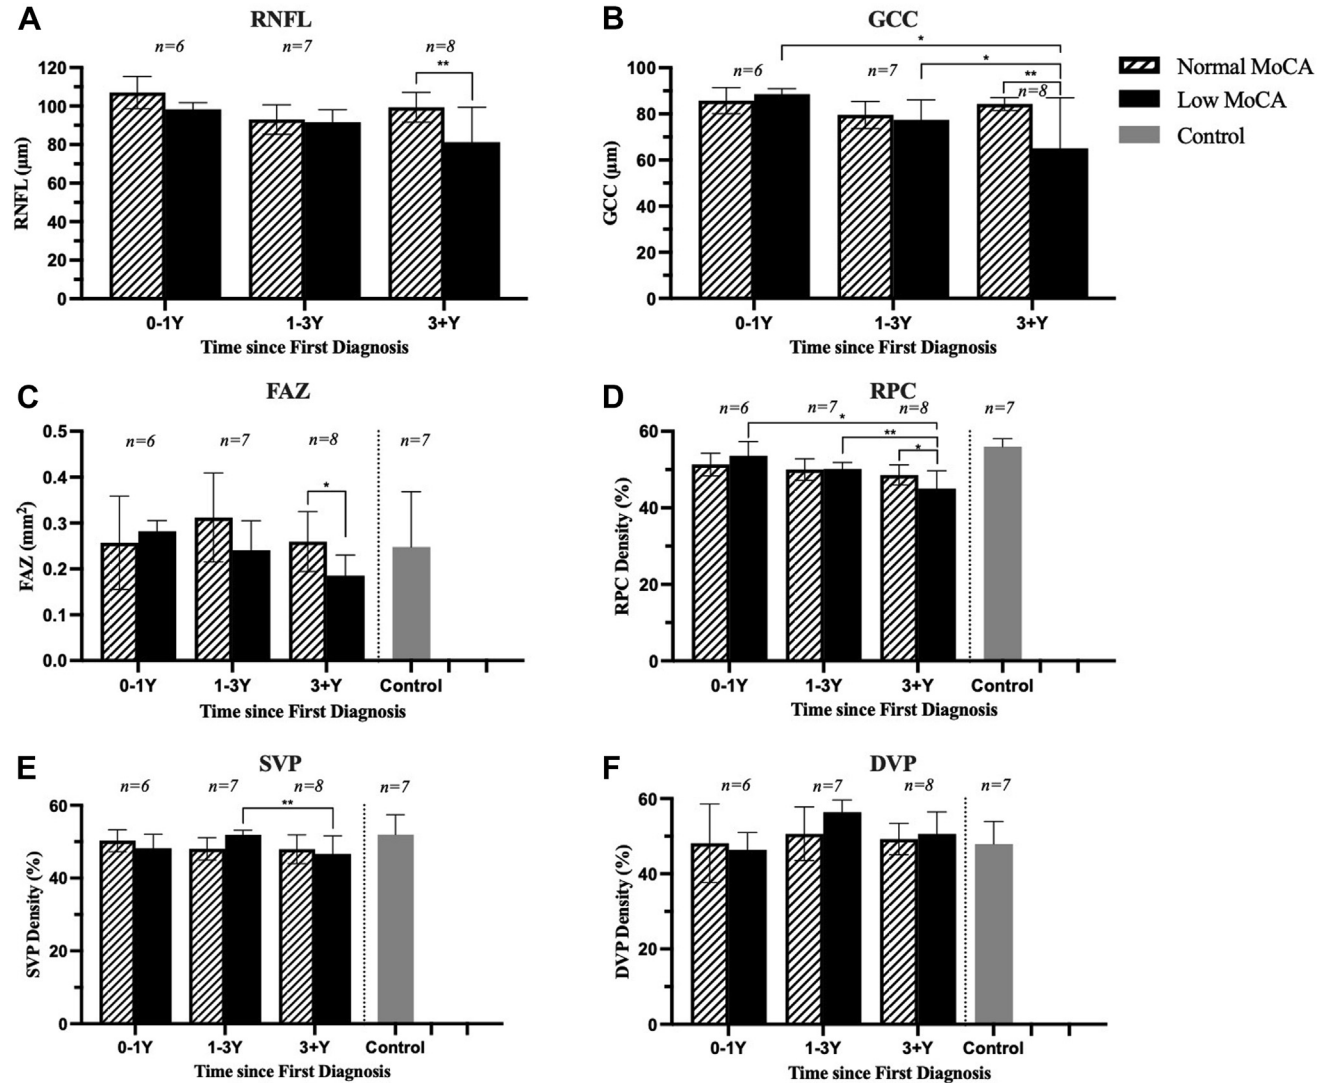 A
RNFL
n=6
n=7
n=8
**
RNFL (µm)
120
100
80
60
40
20
0
0-1Y
1-3Y
3+Y
Time since First Diagnosis
B
GCC
n=6
n=7
n=8
*
*
**
GCC (µm)
100
80
60
40
20
0
0-1Y
1-3Y
3+Y
Time since First Diagnosis
Normal MoCA
Low MoCA
Control
C
FAZ
n=6
n=7
n=8
n=7
*
FAZ (mm²)
0.5
0.4
0.3
0.2
0.1
0.0
0-1Y
1-3Y
3+Y
Control
Time since First Diagnosis
D
RPC
n=6
n=7
n=8
n=7
*
**
*
RPC Density (%)
60
40
20
0
0-1Y
1-3Y
3+Y
Control
Time since First Diagnosis
E
SVP
n=6
n=7
n=8
n=7
**
SVP Density (%)
60
40
20
0
0-1Y
1-3Y
3+Y
Control
Time since First Diagnosis
F
DVP
n=6
n=7
n=8
n=7
DVP Density (%)
60
40
20
0
0-1Y
1-3Y
3+Y
Control
Time since First Diagnosis